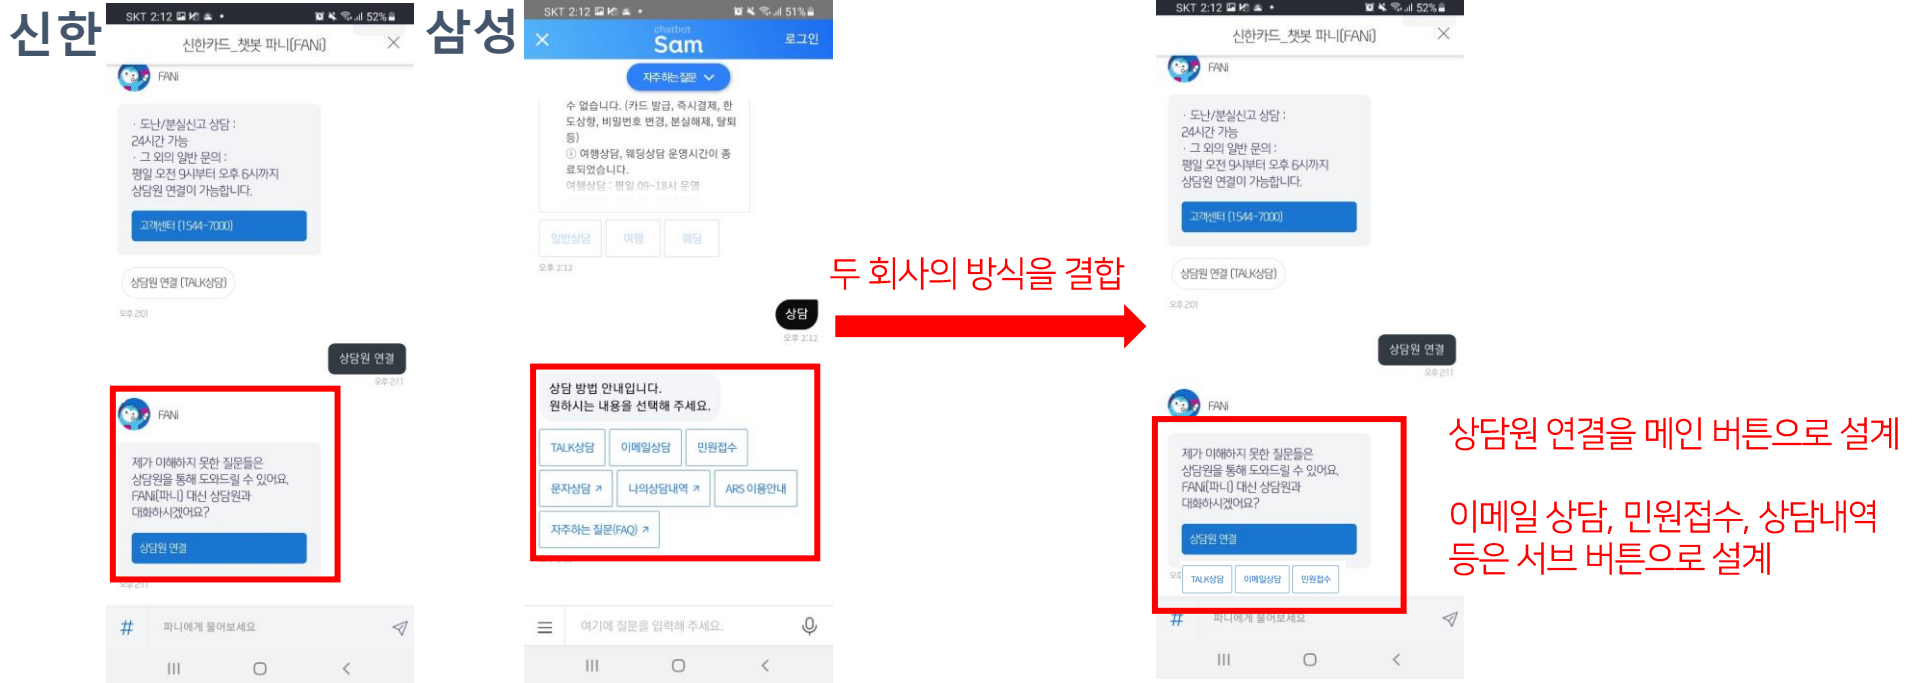 신한
SKT 2:12
52%
신한카드_챗봇 파니(FANi)
FANi
· 도난/분실신고 상담 :
24시간 가능
· 그 외의 일반 문의 :
평일 오전 9시부터 오후 6시까지
상담원 연결이 가능합니다.
고객센터 (1544-7000)
상담원 연결 (TALK상담)
오후 2:01
상담원 연결
오후 2:11
FANi
제가 이해하지 못한 질문들은
상담원을 통해 도와드릴 수 있어요.
FANi(파니) 대신 상담원과
대화하시겠어요?
상담원 연결
오후 2:11
# 파니에게 물어보세요
삼성
SKT 2:12
51%
chatbot
Sam
로그인
자주하는질문
수 없습니다. (카드 발급, 즉시결제, 한
도상향, 비밀번호 변경, 분실해제, 탈퇴
등)
ⓘ 여행상담, 웨딩상담 운영시간이 종
료되었습니다.
여행상담 : 평일 09~18시 운영
일반상담 여행 웨딩
오후 2:12
상담
오후 2:12
상담 방법 안내입니다.
원하시는 내용을 선택해 주세요.
TALK상담 이메일상담 민원접수
문자상담 ↗ 나의상담내역 ↗ ARS 이용안내
자주하는 질문(FAQ) ↗
여기에 질문을 입력해 주세요.
두 회사의 방식을 결합
SKT 2:12
52%
신한카드_챗봇 파니(FANi)
FANi
· 도난/분실신고 상담 :
24시간 가능
· 그 외의 일반 문의 :
평일 오전 9시부터 오후 6시까지
상담원 연결이 가능합니다.
고객센터 (1544-7000)
상담원 연결 (TALK상담)
오후 2:01
상담원 연결
오후 2:11
FANi
제가 이해하지 못한 질문들은
상담원을 통해 도와드릴 수 있어요.
FANi(파니) 대신 상담원과
대화하시겠어요?
상담원 연결
TALK상담 이메일상담 민원접수
# 파니에게 물어보세요
상담원 연결을 메인 버튼으로 설계
이메일 상담, 민원접수, 상담내역
등은 서브 버튼으로 설계